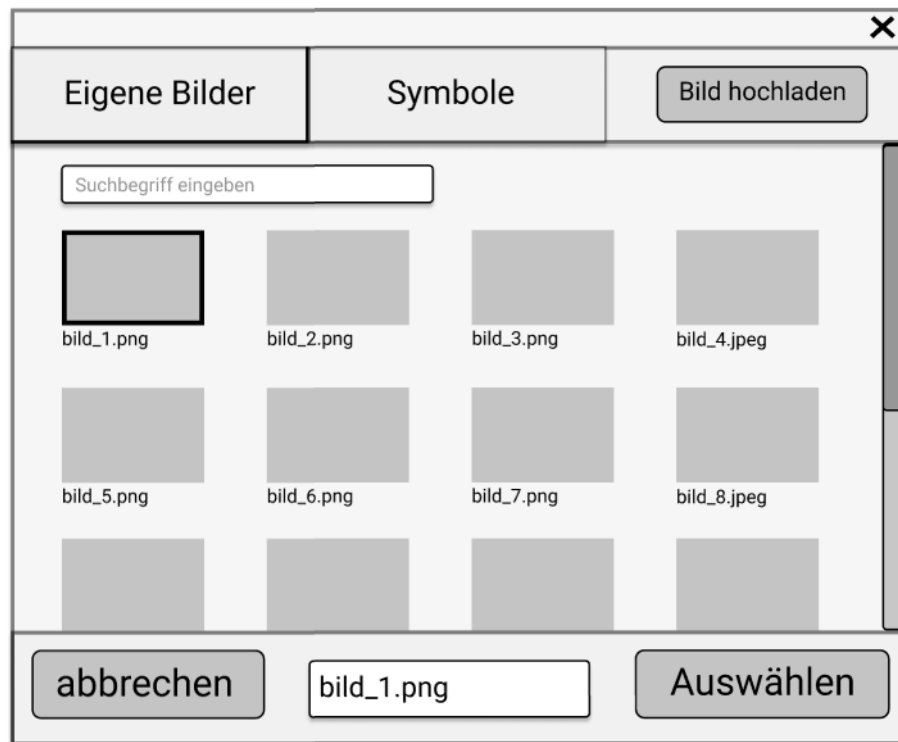 ×
Eigene Bilder Symbole Bild hochladen
Suchbegriff eingeben
bild_1.png bild_2.png bild_3.png bild_4.jpeg
bild_5.png bild_6.png bild_7.png bild_8.jpeg
abbrechen bild_1.png Auswählen